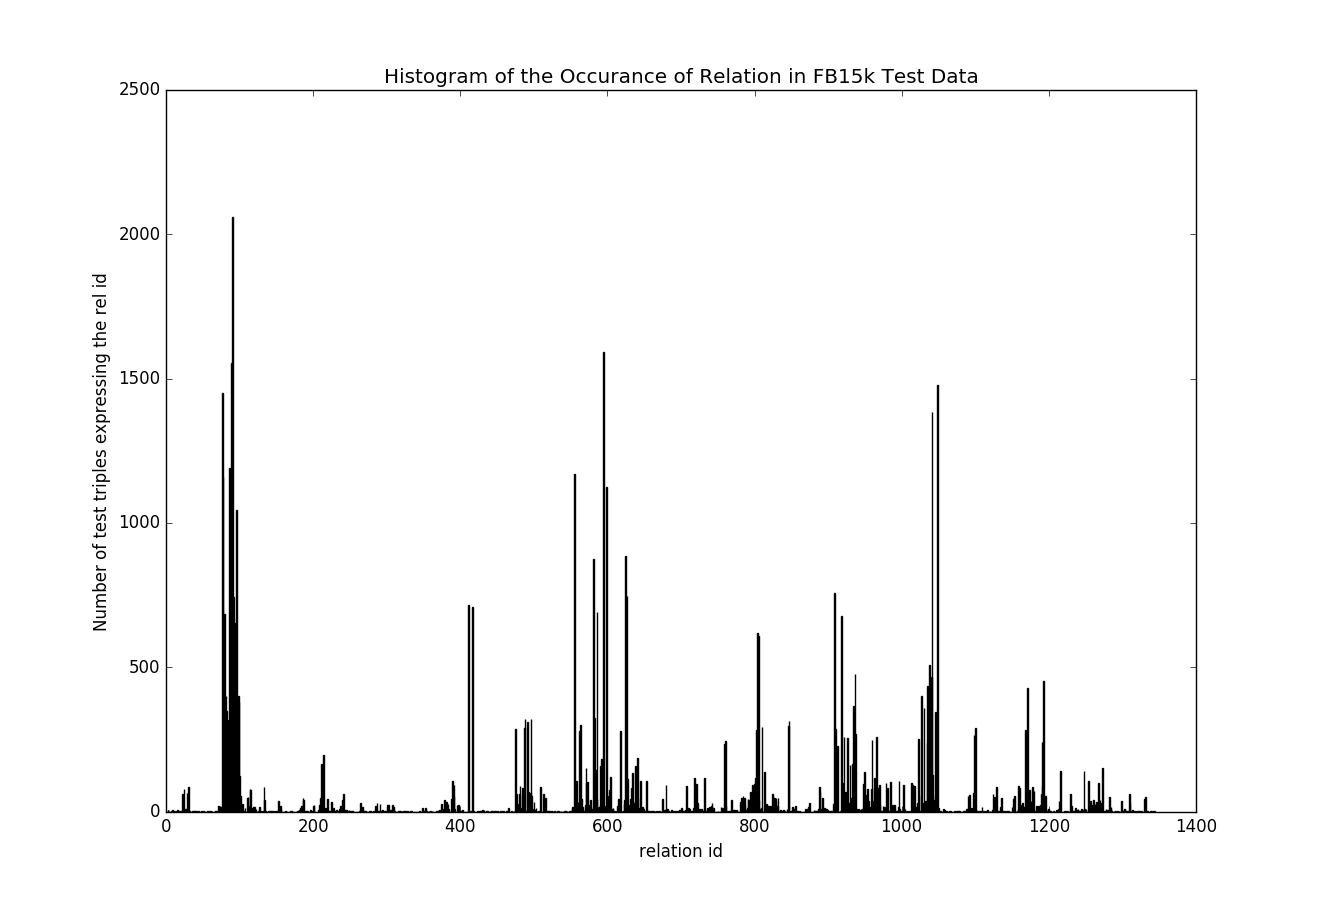 Histogram of the Occurance of Relation in FB15k Test Data
2500
2000
1500
1000
500
0
Number of test triples expressing the rel id
0 200 400 600 800 1000 1200 1400
relation id